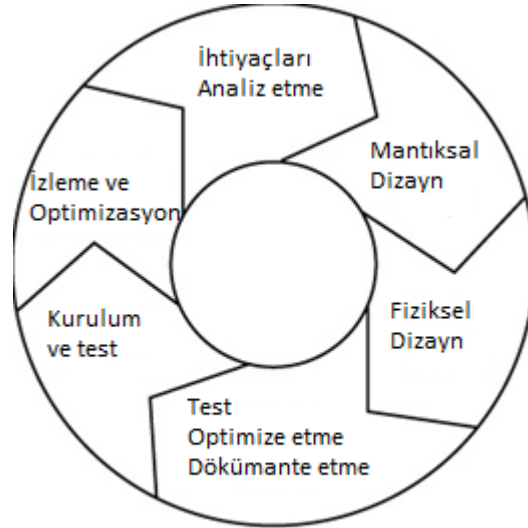 İhtiyaçları
Analiz etme
Mantıksal
Dizayn
Fiziksel
Dizayn
Test
Optimize etme
Dökümante etme
Kurulum
ve test
İzleme ve
Optimizasyon